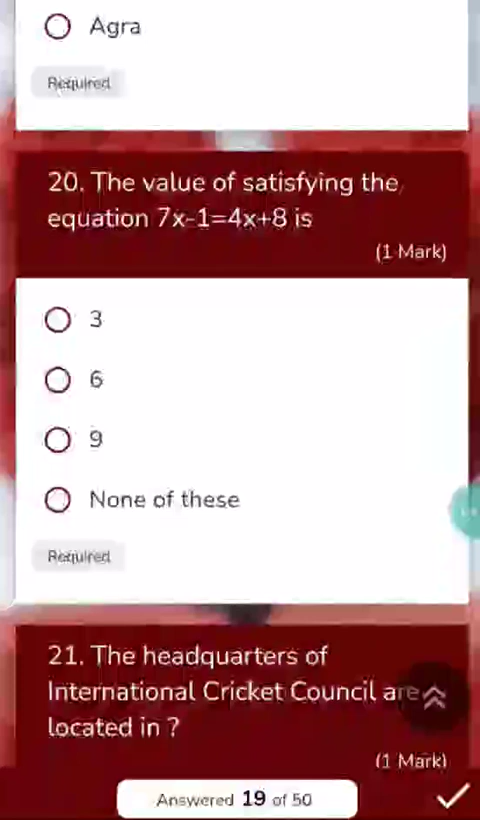 Agra
Required
20. The value of satisfying the
equation 7x-1=4x+8 is
(1 Mark)
3
6
9
None of these
Required
21. The headquarters of
International Cricket Council are
located in ?
(1 Mark)
Answered 19 of 50